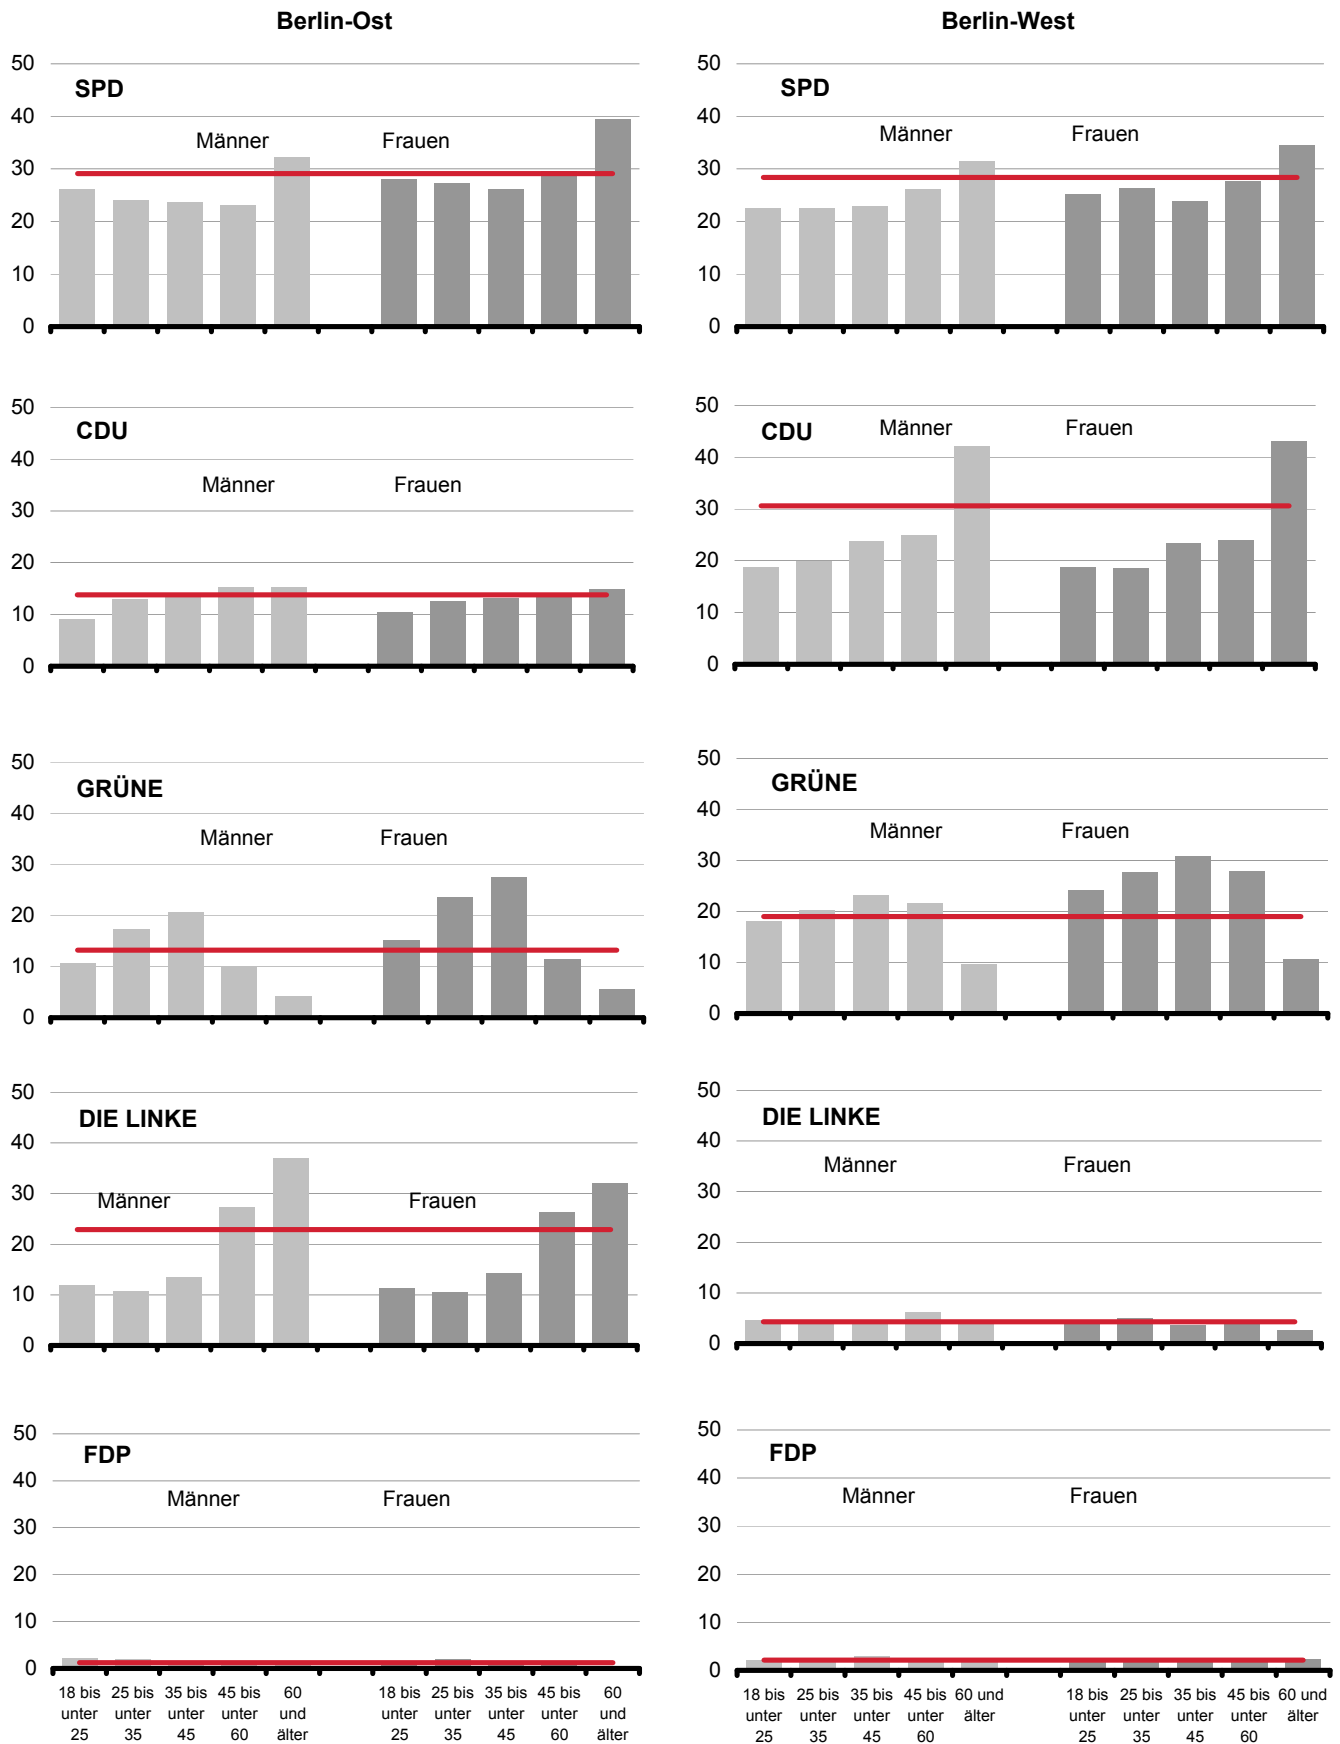 Berlin-Ost
50
SPD
40
Männer Frauen
30
20
10
0
50
CDU
40
Männer Frauen
30
20
10
0
50
GRÜNE
40
Männer Frauen
30
20
10
0
50
DIE LINKE
40
30
Männer Frauen
20
10
0
50
FDP
40
Männer Frauen
30
20
10
0
18 bis 25 bis 35 bis 45 bis 60 18 bis 25 bis 35 bis 45 bis 60
unter unter unter unter und unter unter unter unter und
25 35 45 60 älter 25 35 45 60 älter
Berlin-West
50
SPD
40
Männer Frauen
30
20
10
0
50
CDU Männer Frauen
40
30
20
10
0
50
GRÜNE
40
Männer Frauen
30
20
10
0
50
DIE LINKE
40
Männer Frauen
30
20
10
0
50
FDP
40
Männer Frauen
30
20
10
0
18 bis 25 bis 35 bis 45 bis 60 und 18 bis 25 bis 35 bis 45 bis 60 und
unter unter unter unter älter unter unter unter unter älter
25 35 45 60 25 35 45 60